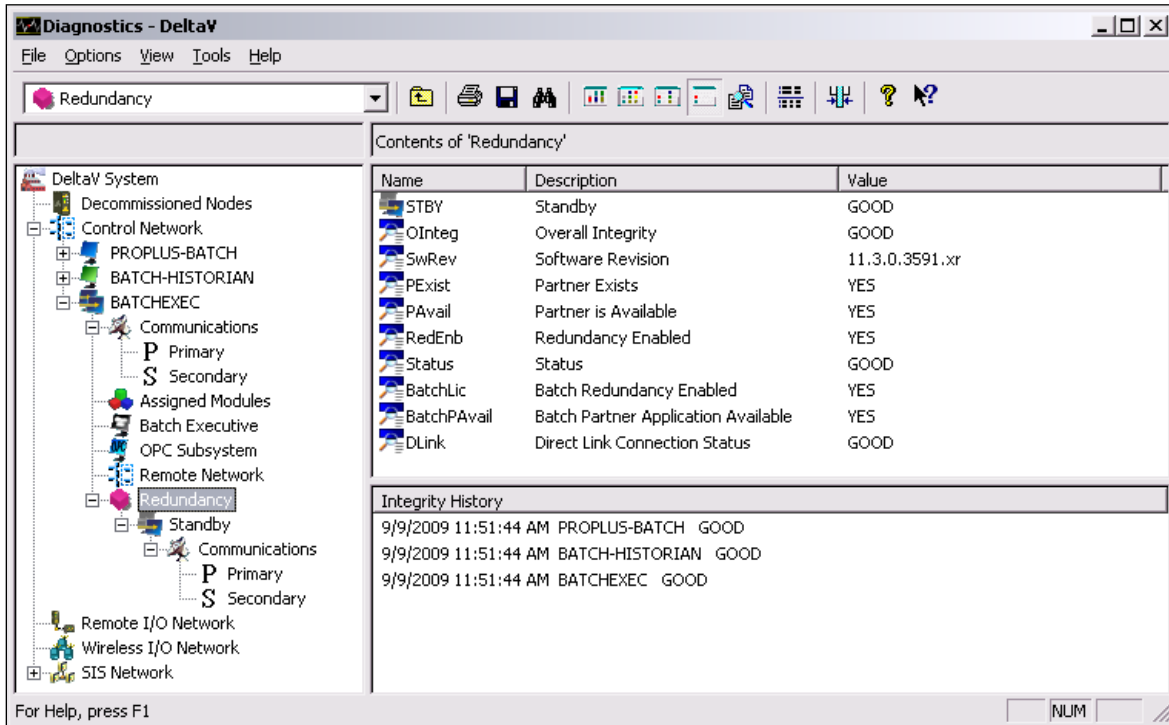 Diagnostics - DeltaV
File Options View Tools Help
Redundancy
Contents of 'Redundancy'
DeltaV System
Decommissioned Nodes
Control Network
PROPLUS-BATCH
BATCH-HISTORIAN
BATCHEXEC
Communications
P Primary
S Secondary
Assigned Modules
Batch Executive
OPC OPC Subsystem
Remote Network
Redundancy
Standby
Communications
P Primary
S Secondary
Remote I/O Network
Wireless I/O Network
SIS Network
Name Description Value
STBY Standby GOOD
OInteg Overall Integrity GOOD
SwRev Software Revision 11.3.0.3591.xr
PExist Partner Exists YES
PAvail Partner is Available YES
RedEnb Redundancy Enabled YES
Status Status GOOD
BatchLic Batch Redundancy Enabled YES
BatchPAvail Batch Partner Application Available YES
DLink Direct Link Connection Status GOOD
Integrity History
9/9/2009 11:51:44 AM PROPLUS-BATCH GOOD
9/9/2009 11:51:44 AM BATCH-HISTORIAN GOOD
9/9/2009 11:51:44 AM BATCHEXEC GOOD
For Help, press F1
NUM